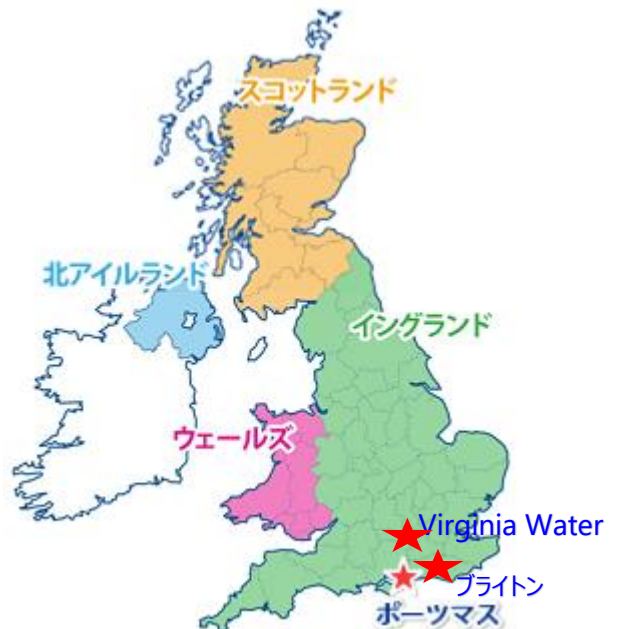 スコットランド
北アイルランド
イングランド
ウェールズ
Virginia Water
ブライトン
ポーツマス